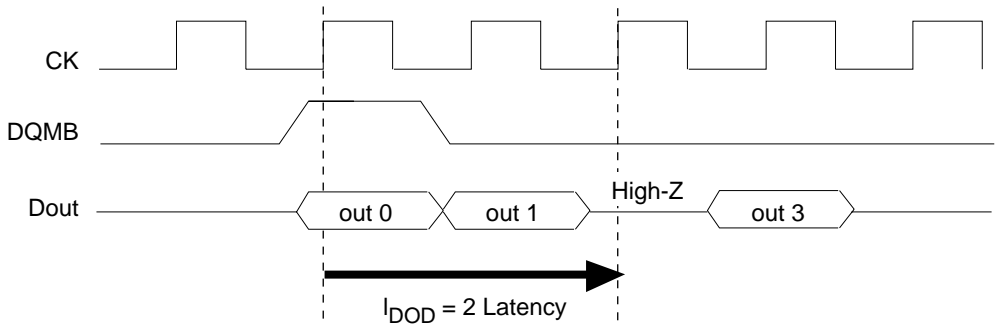 CK
DQMB
High-Z
Dout
out 0
out 1
out 3
lDOD = 2 Latency